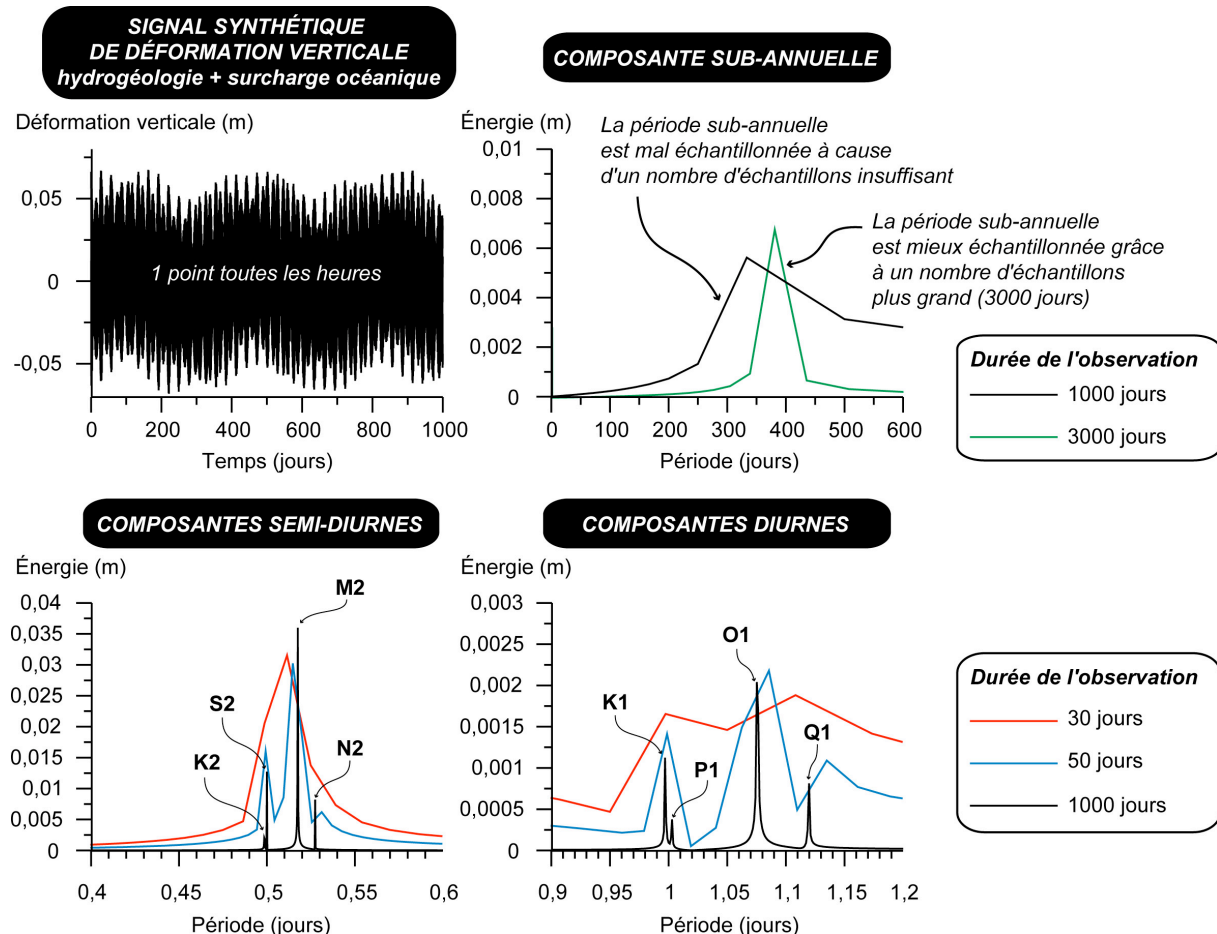 SIGNAL SYNTHÉTIQUE
DE DÉFORMATION VERTICALE
hydrogéologie + surcharge océanique
Déformation verticale (m)
0,05
0
-0,05
1 point toutes les heures
0 200 400 600 800 1000
Temps (jours)
COMPOSANTE SUB-ANNUELLE
Énergie (m)
0,01
0,008
0,006
0,004
0,002
0
La période sub-annuelle
est mal échantillonnée à cause
d'un nombre d'échantillons insuffisant
La période sub-annuelle
est mieux échantillonnée grâce
à un nombre d'échantillons
plus grand (3000 jours)
0 100 200 300 400 500 600
Période (jours)
Durée de l'observation
1000 jours
3000 jours
COMPOSANTES SEMI-DIURNES
Énergie (m)
0,04
0,035
0,03
0,025
0,02
0,015
0,01
0,005
0
M2
S2
K2
N2
0,4 0,45 0,5 0,55 0,6
Période (jours)
COMPOSANTES DIURNES
Énergie (m)
0,003
0,0025
0,002
0,0015
0,001
0,0005
0
O1
K1
P1
Q1
0,9 0,95 1 1,05 1,1 1,15 1,2
Période (jours)
Durée de l'observation
30 jours
50 jours
1000 jours